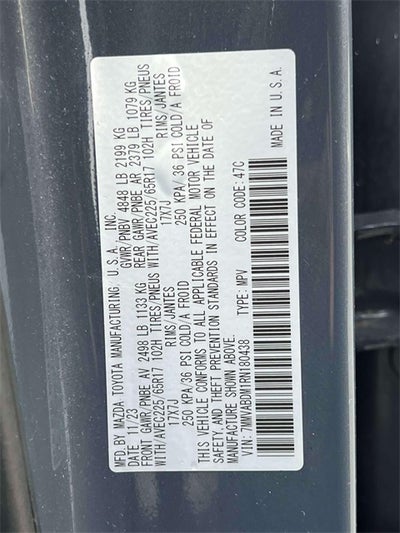 MFD.BY MAZDA TOYOTA MANUFACTURING, U.S.A., INC.
DATE 11/23 GVWR/PNBV 4848 LB 2199 KG
FRONT GAWR/PNBE AV 2498 LB 1133 KG REAR GAWR/PNBE AR 2379 LB 1079 KG
WITH/AVEC225/65R17 102H TIRES/PNEUS WITH/AVEC225/65R17 102H TIRES/PNEUS
17X7J RIMS/JANTES 17X7J RIMS/JANTES
250 KPA/36 PSI COLD/A FROID 250 KPA/36 PSI COLD/A FROID
THIS VEHICLE CONFORMS TO ALL APPLICABLE FEDERAL MOTOR VEHICLE
SAFETY,AND THEFT PREVENTION STANDARDS IN EFFECT ON THE DATE
OF MANUFACTURE SHOWN ABOVE.
VIN: 7MMVABDM1RN180438 TYPE: MPV COLOR CODE: 47C
MADE IN U.S.A.